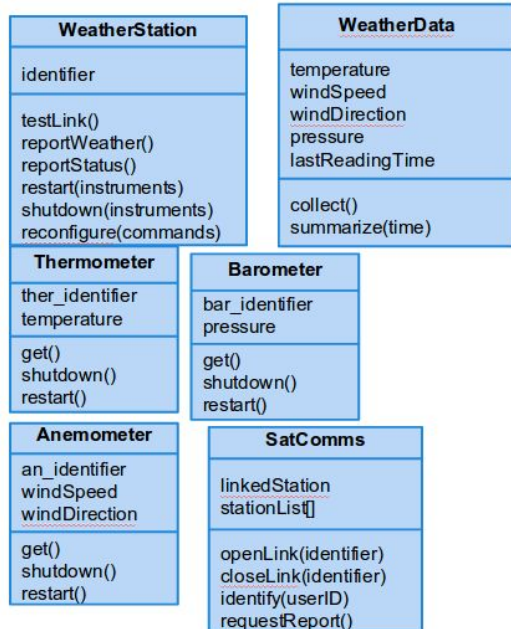 WeatherStation
identifier
testLink()
reportWeather()
reportStatus()
restart(instruments)
shutdown(instruments)
reconfigure(commands)
WeatherData
temperature
windSpeed
windDirection
pressure
lastReadingTime
collect()
summarize(time)
Thermometer
ther_identifier
temperature
get()
shutdown()
restart()
Barometer
bar_identifier
pressure
get()
shutdown()
restart()
Anemometer
an_identifier
windSpeed
windDirection
get()
shutdown()
restart()
SatComms
linkedStation
stationList[]
openLink(identifier)
closeLink(identifier)
identify(userID)
requestReport()